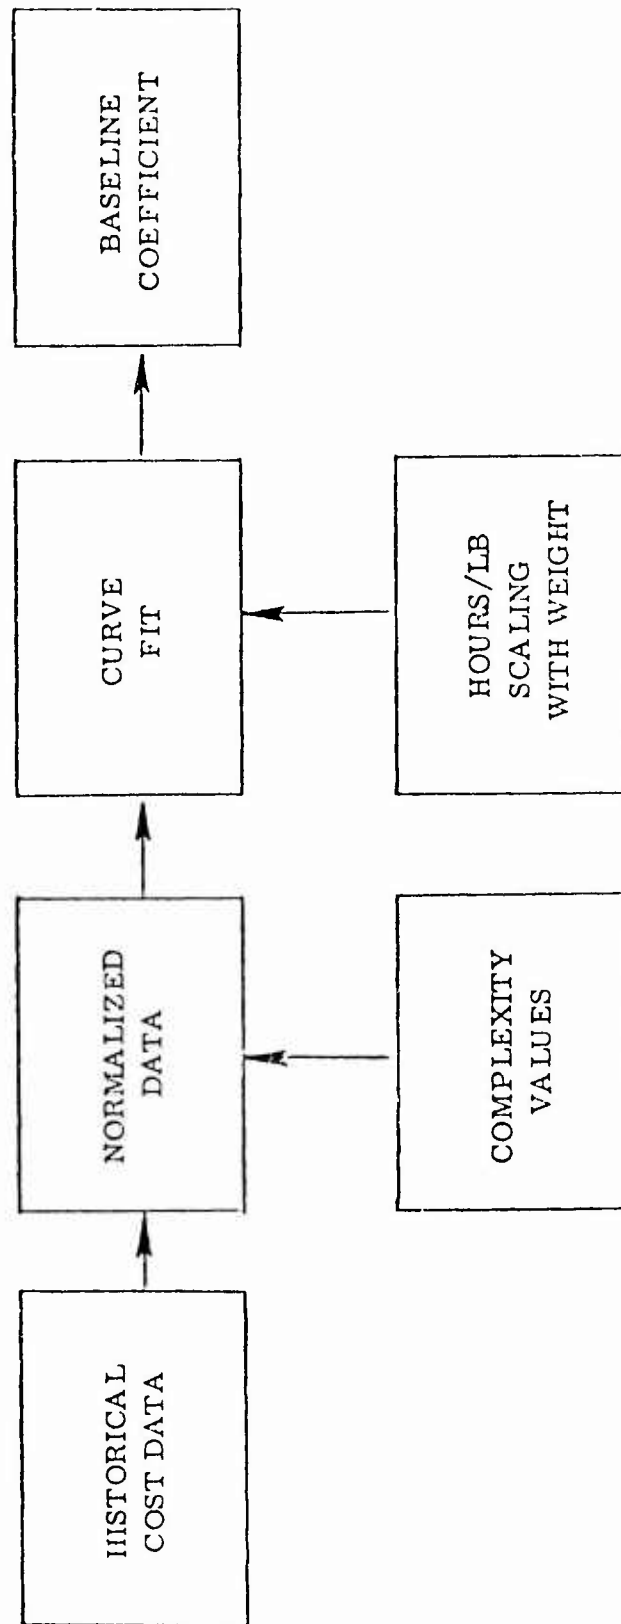 HISTORICAL
COST DATA
NORMALIZED
DATA
CURVE
FIT
BASELINE
COEFFICIENT
COMPLEXITY
VALUES
HOURS/LB
SCALING
WITH WEIGHT